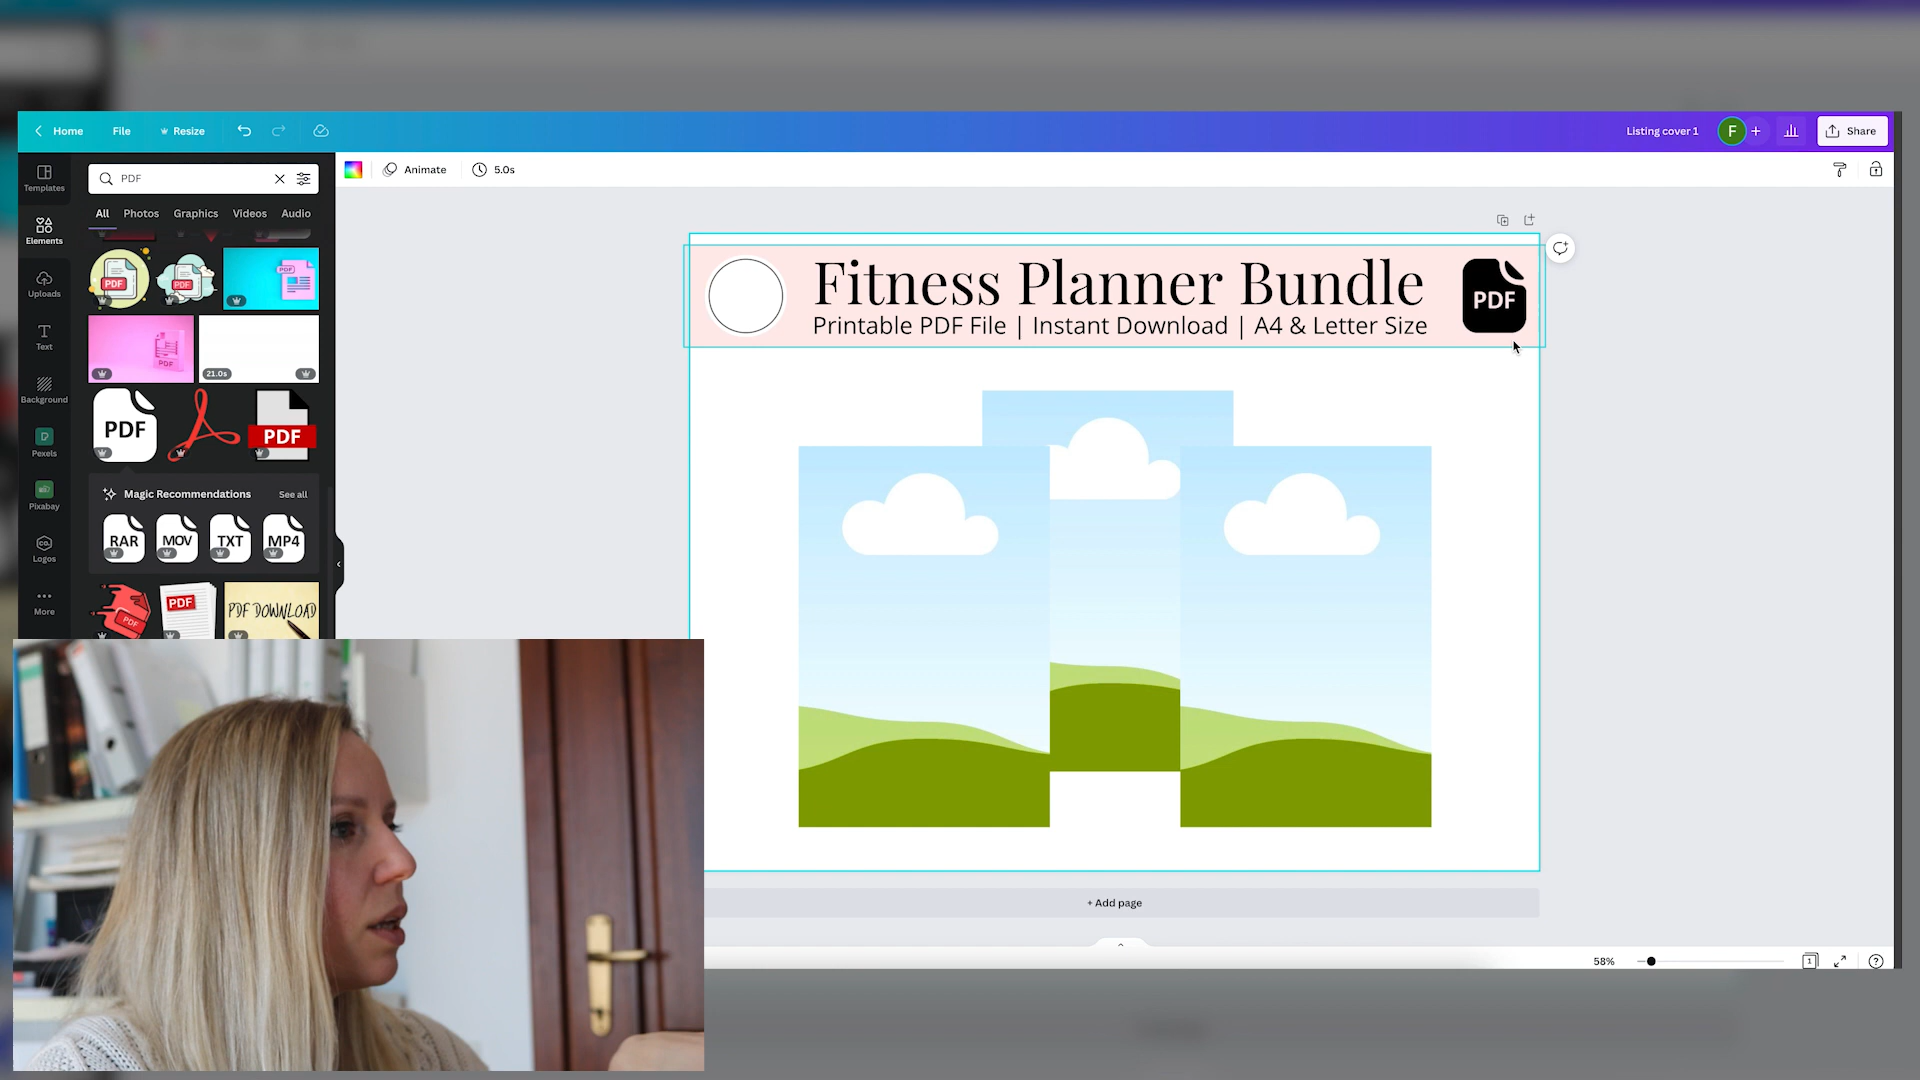 Home File Resize Listing cover 1 F + Share
Templates
PDF
Animate 5.0s
All Photos Graphics Videos Audio
Elements
PDF PDF PDF
Uploads
Fitness Planner Bundle
Printable PDF File | Instant Download | A4 & Letter Size
PDF
Text
PDF
21.0s
Background
PDF PDF
Pexels
Magic Recommendations See all
Pixabay
RAR MOV TXT MP4
Logos
More
PDF PDF PDF DOWNLOAD
+ Add page
58% 1 ?